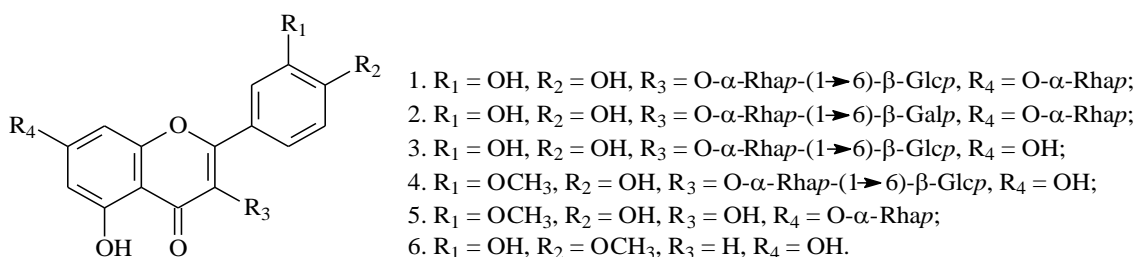 R₁
R₂
R₄
O
R₃
OH
O
1. R₁ = OH, R₂ = OH, R₃ = O-α-Rhap-(1→6)-β-Glcp, R₄ = O-α-Rhap;
2. R₁ = OH, R₂ = OH, R₃ = O-α-Rhap-(1→6)-β-Galp, R₄ = O-α-Rhap;
3. R₁ = OH, R₂ = OH, R₃ = O-α-Rhap-(1→6)-β-Glcp, R₄ = OH;
4. R₁ = OCH₃, R₂ = OH, R₃ = O-α-Rhap-(1→6)-β-Glcp, R₄ = OH;
5. R₁ = OCH₃, R₂ = OH, R₃ = OH, R₄ = O-α-Rhap;
6. R₁ = OH, R₂ = OCH₃, R₃ = H, R₄ = OH.